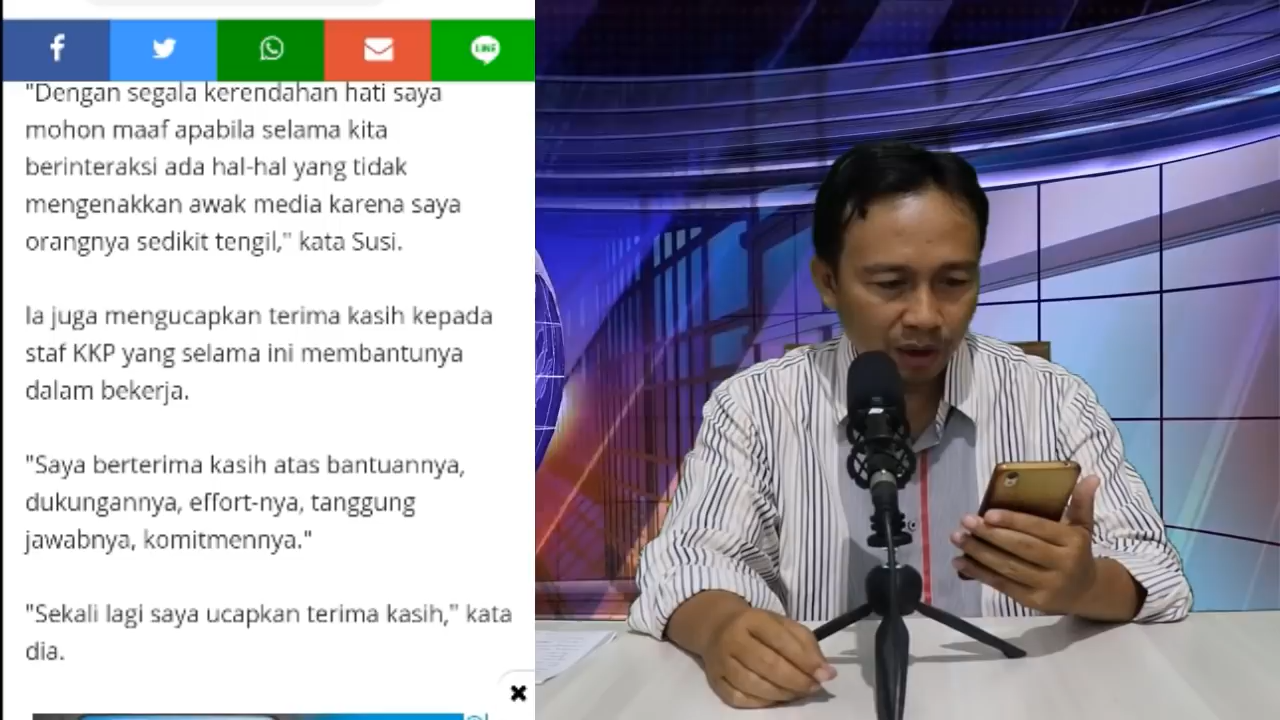 LINE
"Dengan segala kerendahan hati saya
mohon maaf apabila selama kita
berinteraksi ada hal-hal yang tidak
mengenakkan awak media karena saya
orangnya sedikit tengil," kata Susi.
Ia juga mengucapkan terima kasih kepada
staf KKP yang selama ini membantunya
dalam bekerja.
"Saya berterima kasih atas bantuannya,
dukungannya, effort-nya, tanggung
jawabnya, komitmennya."
"Sekali lagi saya ucapkan terima kasih," kata
dia.